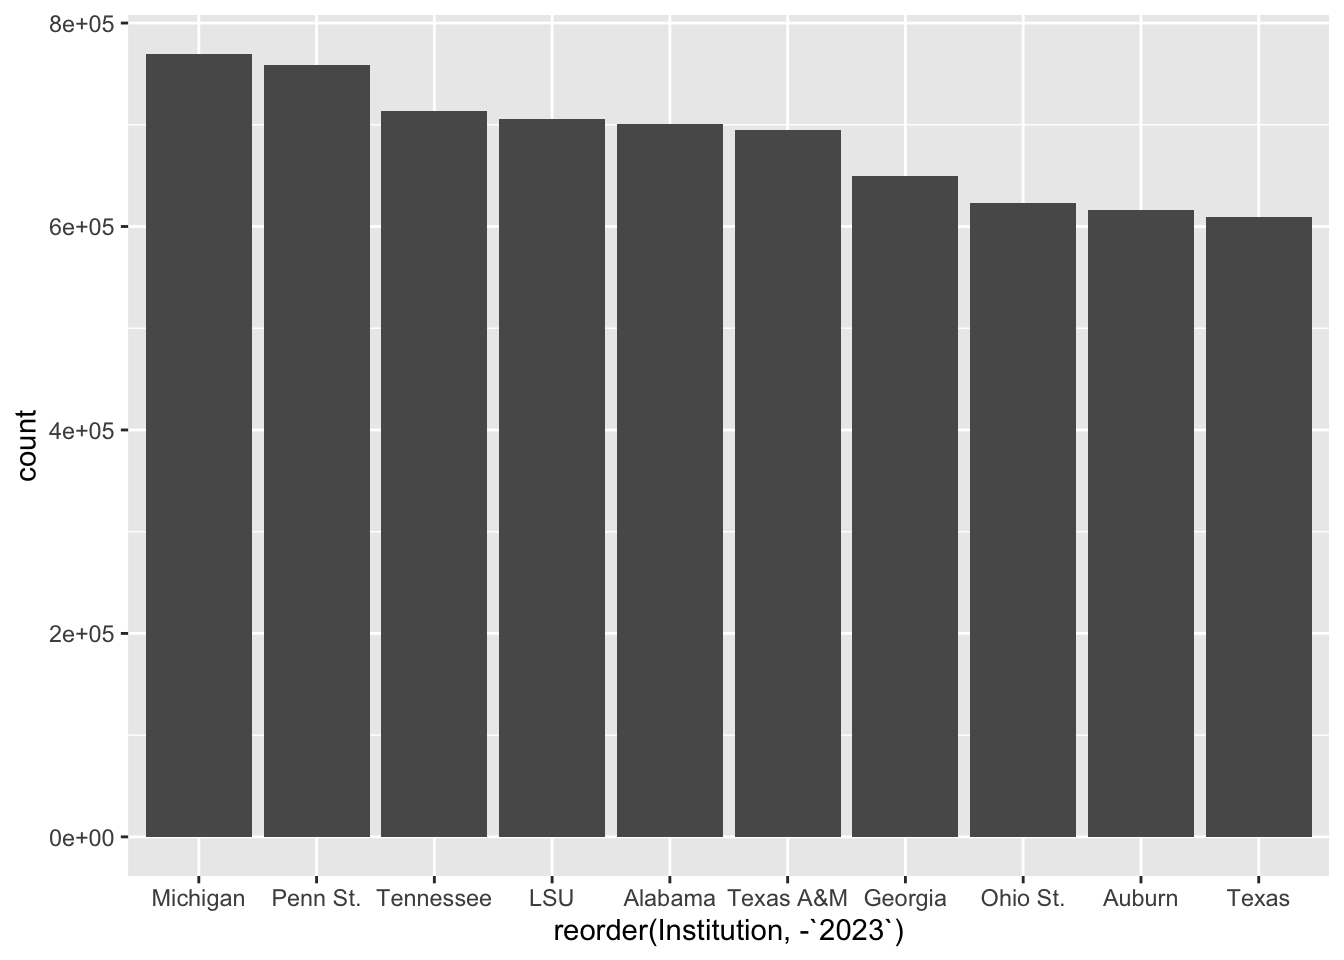 8e+05
6e+05
4e+05
2e+05
0e+00
count
Michigan Penn St. Tennessee LSU Alabama Texas A&M Georgia Ohio St. Auburn Texas
reorder(Institution, -`2023`)